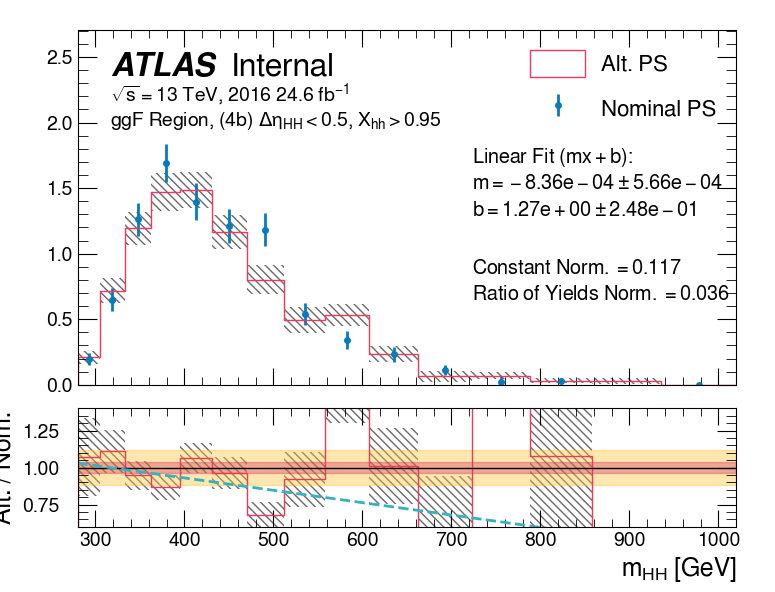 ATLAS Internal
√s = 13 TeV, 2016 24.6 fb⁻¹
ggF Region, (4b) Δη_HH < 0.5, X_hh > 0.95
Alt. PS
Nominal PS
Linear Fit (mx + b):
m = −8.36e − 04 ± 5.66e − 04
b = 1.27e + 00 ± 2.48e − 01
Constant Norm. = 0.117
Ratio of Yields Norm. = 0.036
2.5
2.0
1.5
1.0
0.5
0.0
Alt. / Nom.
1.25
1.00
0.75
300 400 500 600 700 800 900 1000
m_HH [GeV]